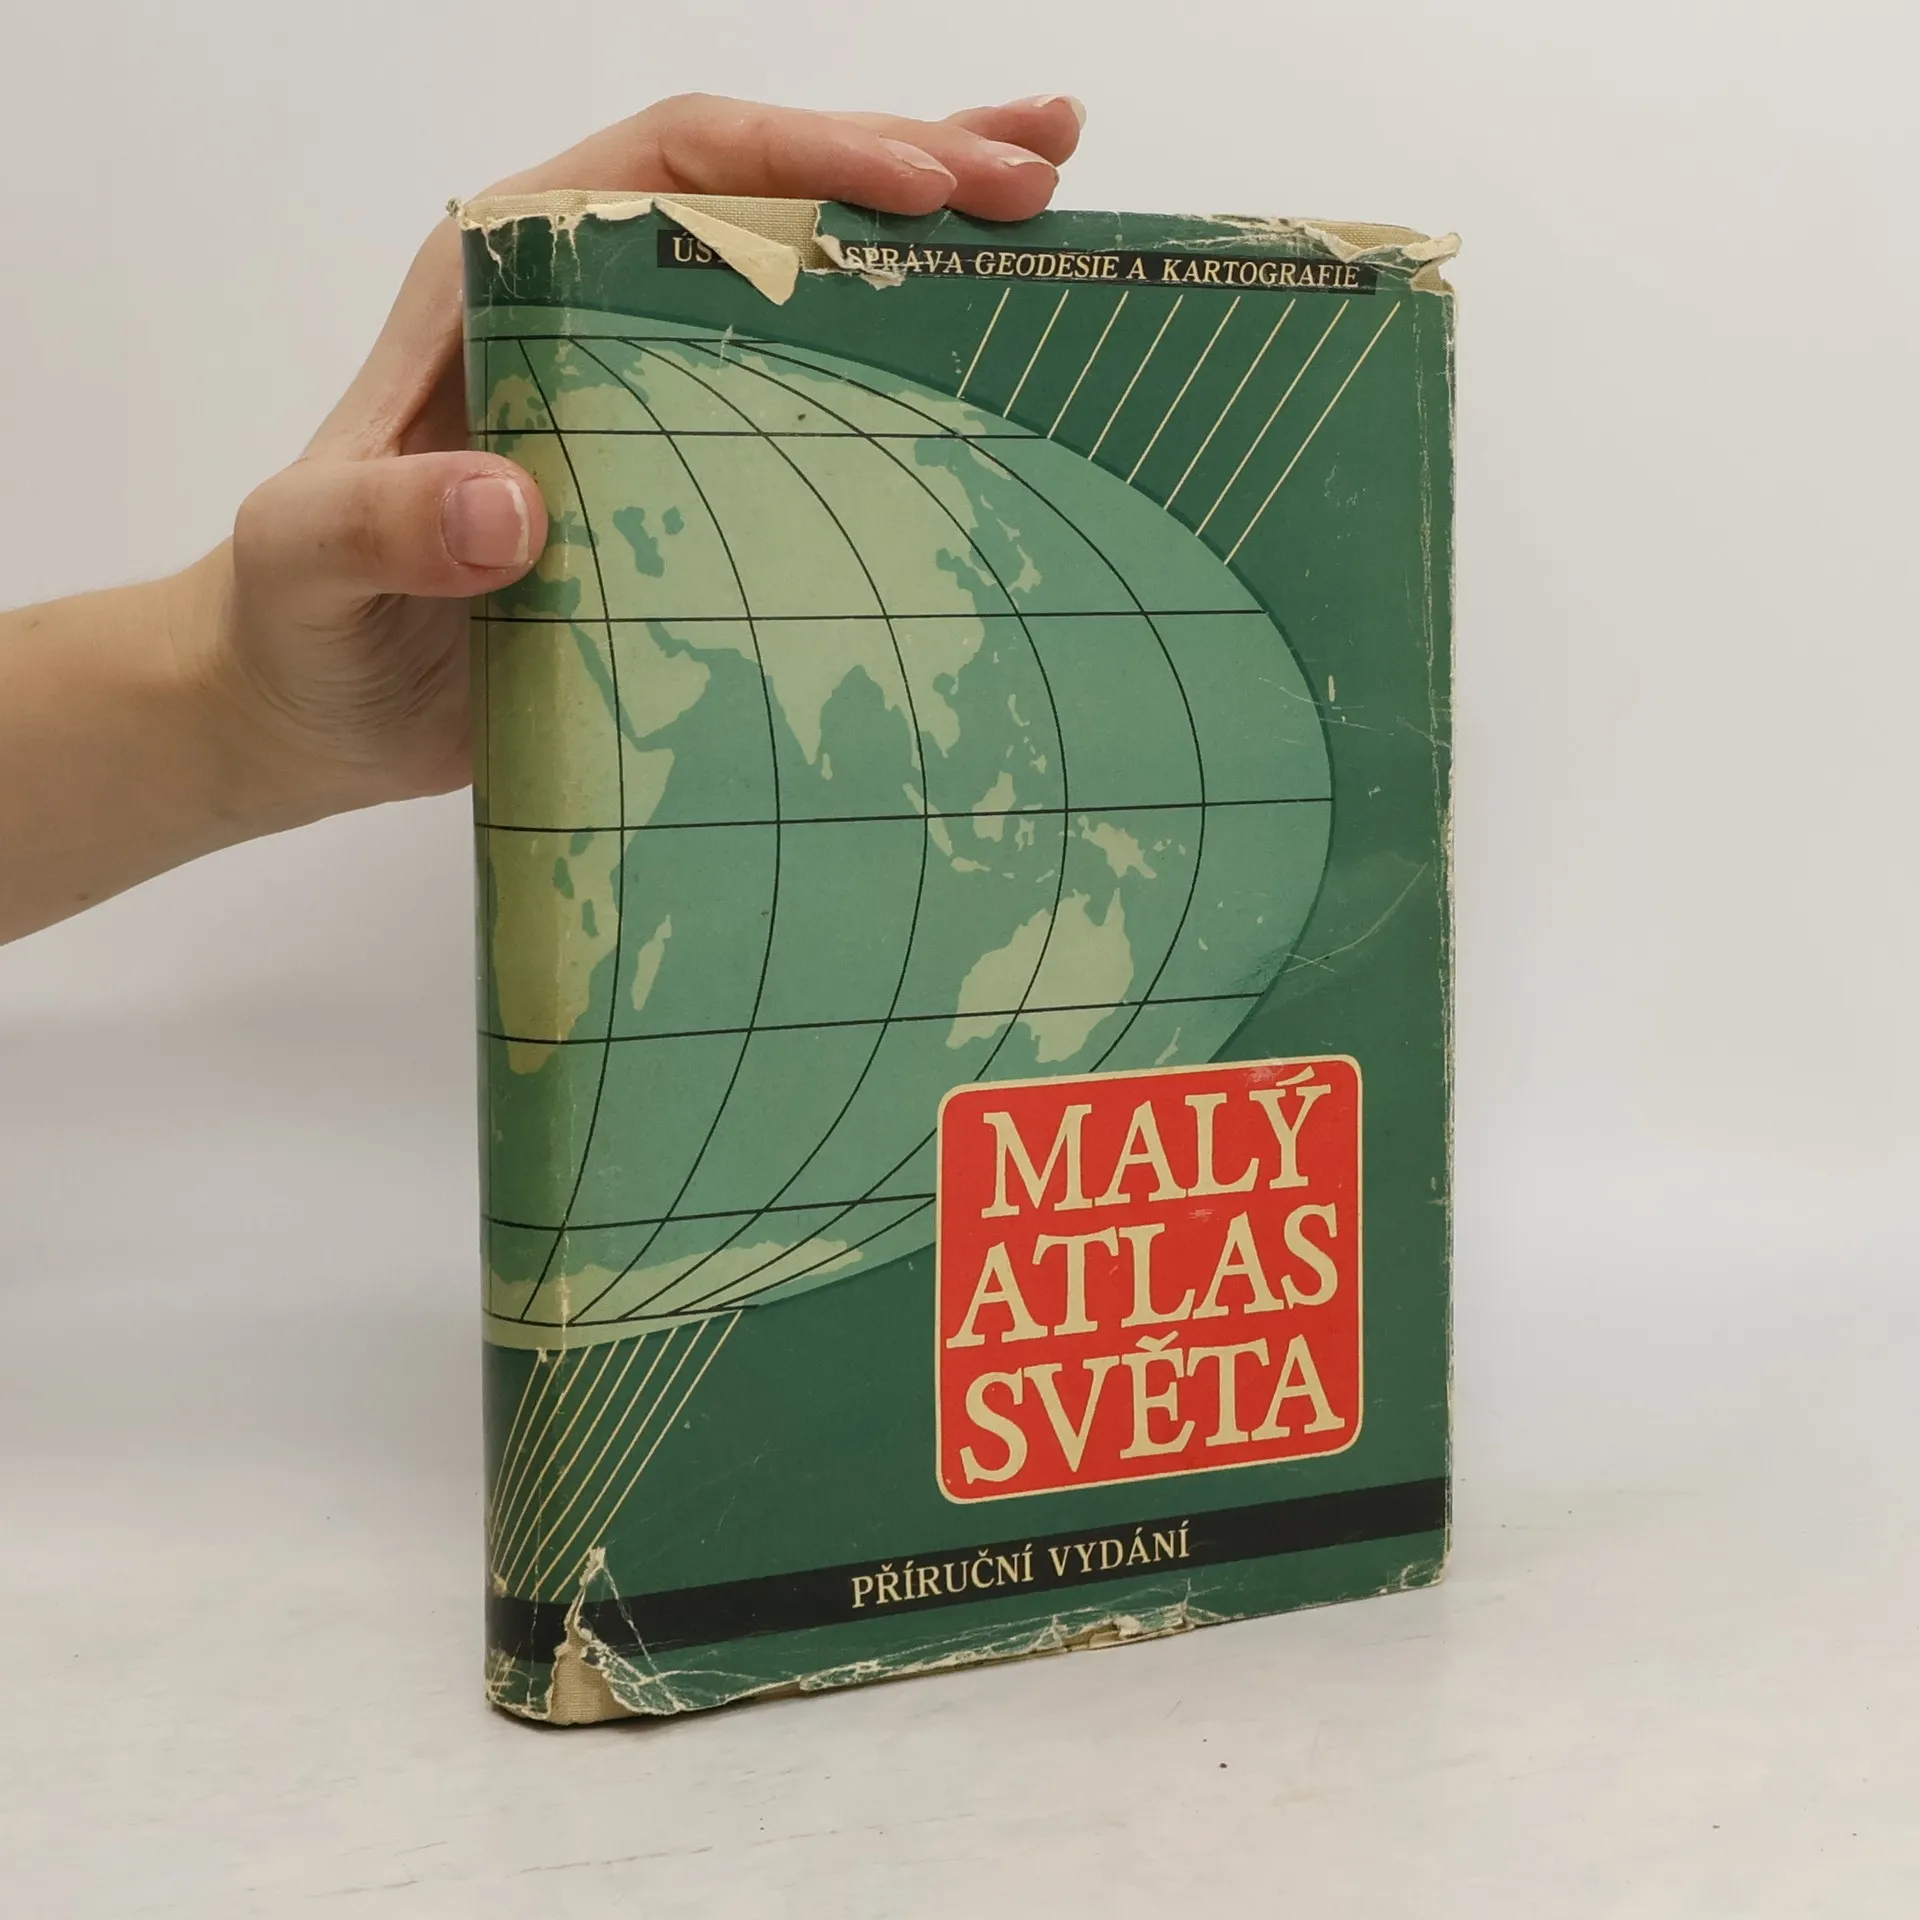 SPRÁVA GEODESIE A KARTOGRAFIE
MALÝ
ATLAS
SVĚTA
PŘÍRUČNÍ VYDÁNÍ